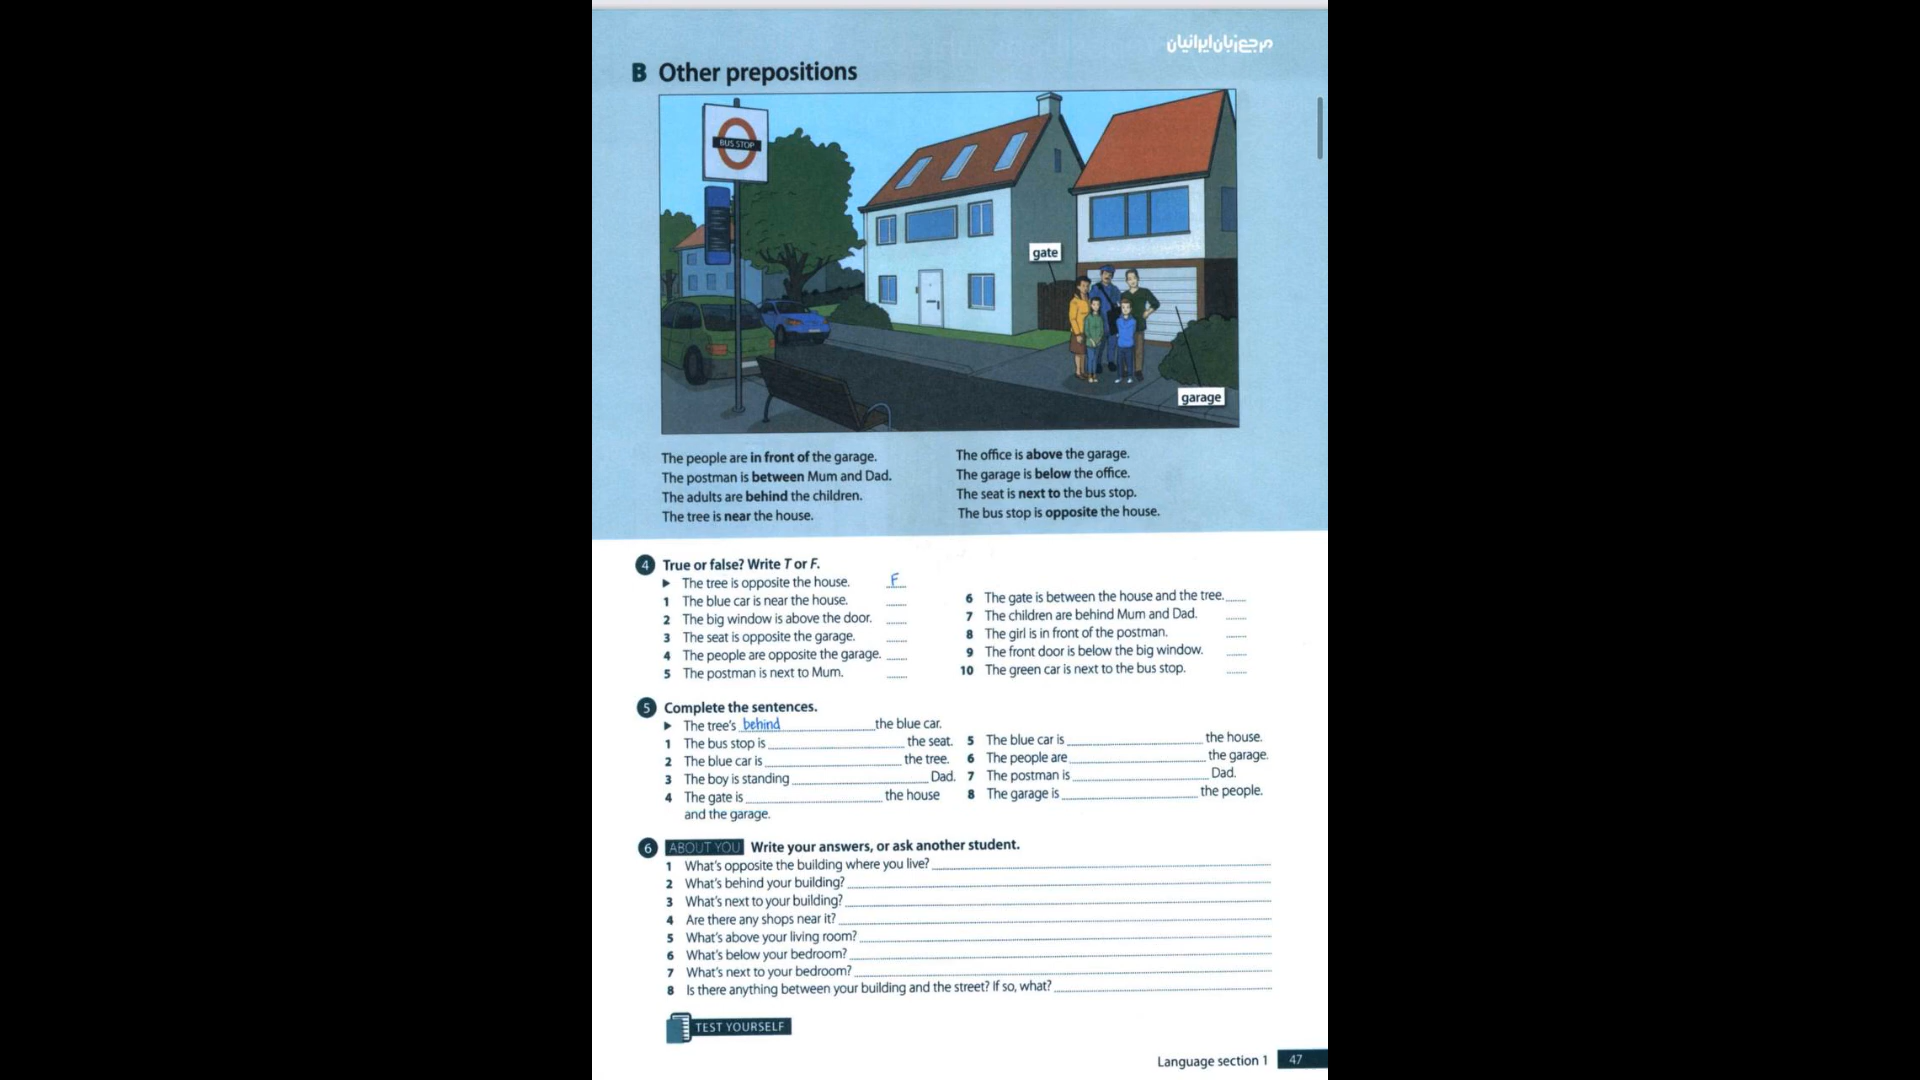 مرجع زبان ایرانیان
B Other prepositions
BUS STOP
gate
garage
The people are in front of the garage.
The postman is between Mum and Dad.
The adults are behind the children.
The tree is near the house.
The office is above the garage.
The garage is below the office.
The seat is next to the bus stop.
The bus stop is opposite the house.
4 True or false? Write T or F.
► The tree is opposite the house. F
1 The blue car is near the house. ........
2 The big window is above the door. ........
3 The seat is opposite the garage. ........
4 The people are opposite the garage. ........
5 The postman is next to Mum. ........
6 The gate is between the house and the tree. ........
7 The children are behind Mum and Dad. ........
8 The girl is in front of the postman. ........
9 The front door is below the big window. ........
10 The green car is next to the bus stop. ........
5 Complete the sentences.
► The tree's behind the blue car.
1 The bus stop is ........ the seat.
2 The blue car is ........ the tree.
3 The boy is standing ........ Dad.
4 The gate is ........ the house
and the garage.
5 The blue car is ........ the house.
6 The people are ........ the garage.
7 The postman is ........ Dad.
8 The garage is ........ the people.
6 ABOUT YOU Write your answers, or ask another student.
1 What's opposite the building where you live? ........
2 What's behind your building? ........
3 What's next to your building? ........
4 Are there any shops near it? ........
5 What's above your living room? ........
6 What's below your bedroom? ........
7 What's next to your bedroom? ........
8 Is there anything between your building and the street? If so, what? ........
TEST YOURSELF
Language section 1 47